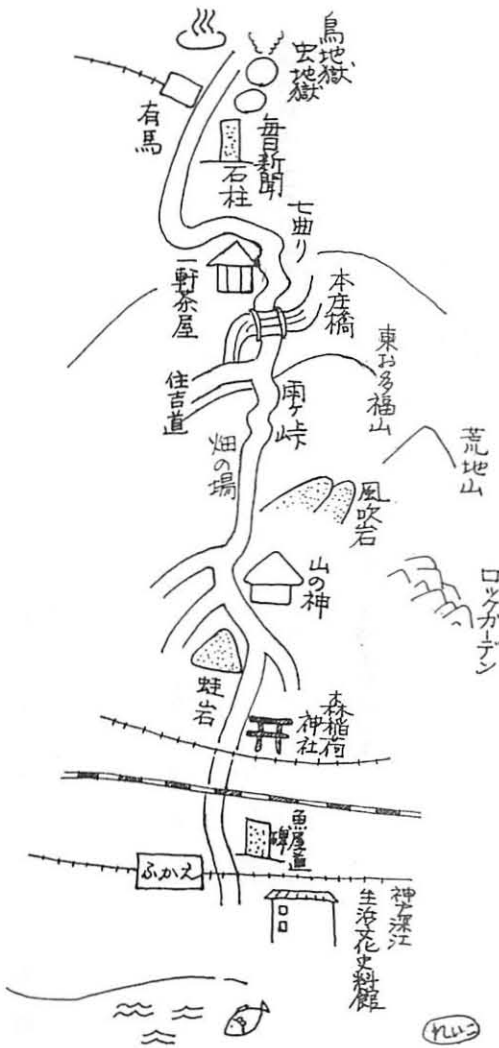 鳥地獄
虫地獄
有馬
毎日新聞
石柱
七曲り
一軒茶屋
本庄橋
住吉道
東お多福山
雨ヶ峠
荒地山
畑の場
風吹岩
ロックガーデン
山の神
蛙岩
森稲荷
神社
魚屋道
碑
ふかえ
神戸深江
生活文化史料館
れいこ